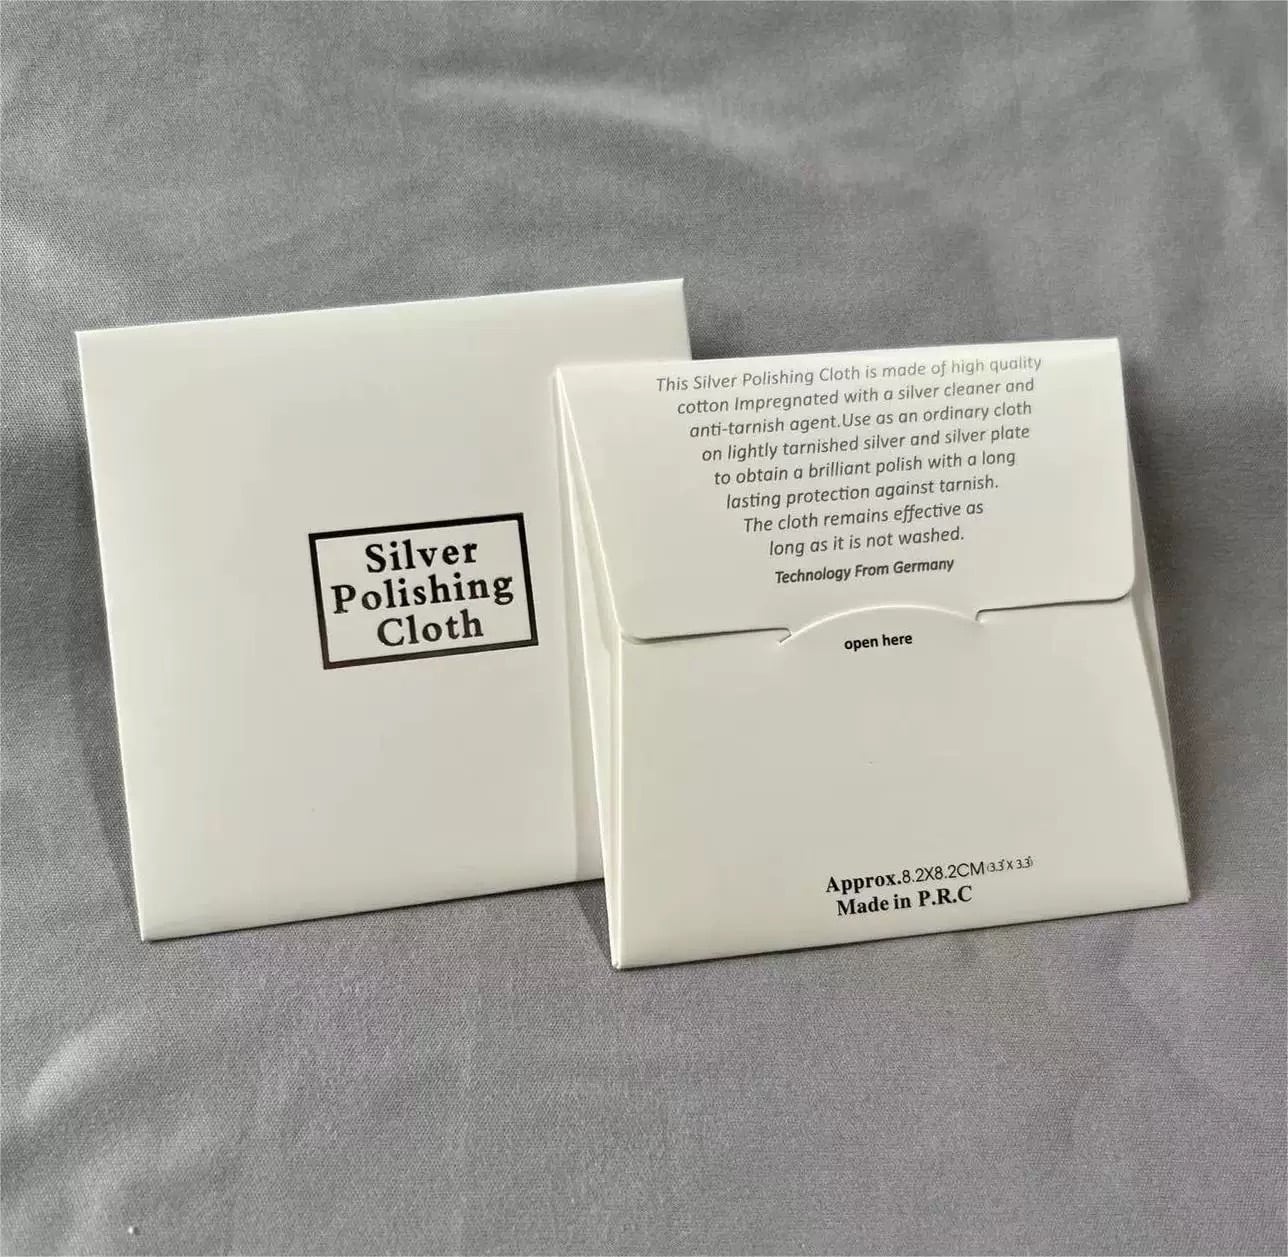 Silver
Polishing
Cloth
This Silver Polishing Cloth is made of high quality
cotton Impregnated with a silver cleaner and
anti-tarnish agent.Use as an ordinary cloth
on lightly tarnished silver and silver plate
to obtain a brilliant polish with a long
lasting protection against tarnish.
The cloth remains effective as
long as it is not washed.
Technology From Germany
open here
Approx.8.2X8.2CM(3.3'X 3.3')
Made in P.R.C